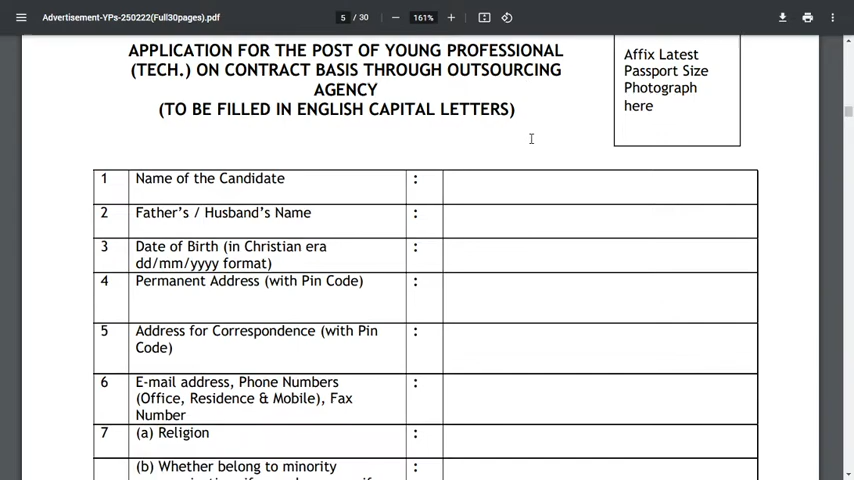 Advertisement-YPs-250222(Full30pages).pdf
5 / 30
161%
APPLICATION FOR THE POST OF YOUNG PROFESSIONAL
(TECH.) ON CONTRACT BASIS THROUGH OUTSOURCING
AGENCY
(TO BE FILLED IN ENGLISH CAPITAL LETTERS)
Affix Latest
Passport Size
Photograph
here
1 Name of the Candidate :
2 Father's / Husband's Name :
3 Date of Birth (in Christian era :
dd/mm/yyyy format)
4 Permanent Address (with Pin Code) :
5 Address for Correspondence (with Pin :
Code)
6 E-mail address, Phone Numbers :
(Office, Residence & Mobile), Fax
Number
7 (a) Religion :
(b) Whether belong to minority :